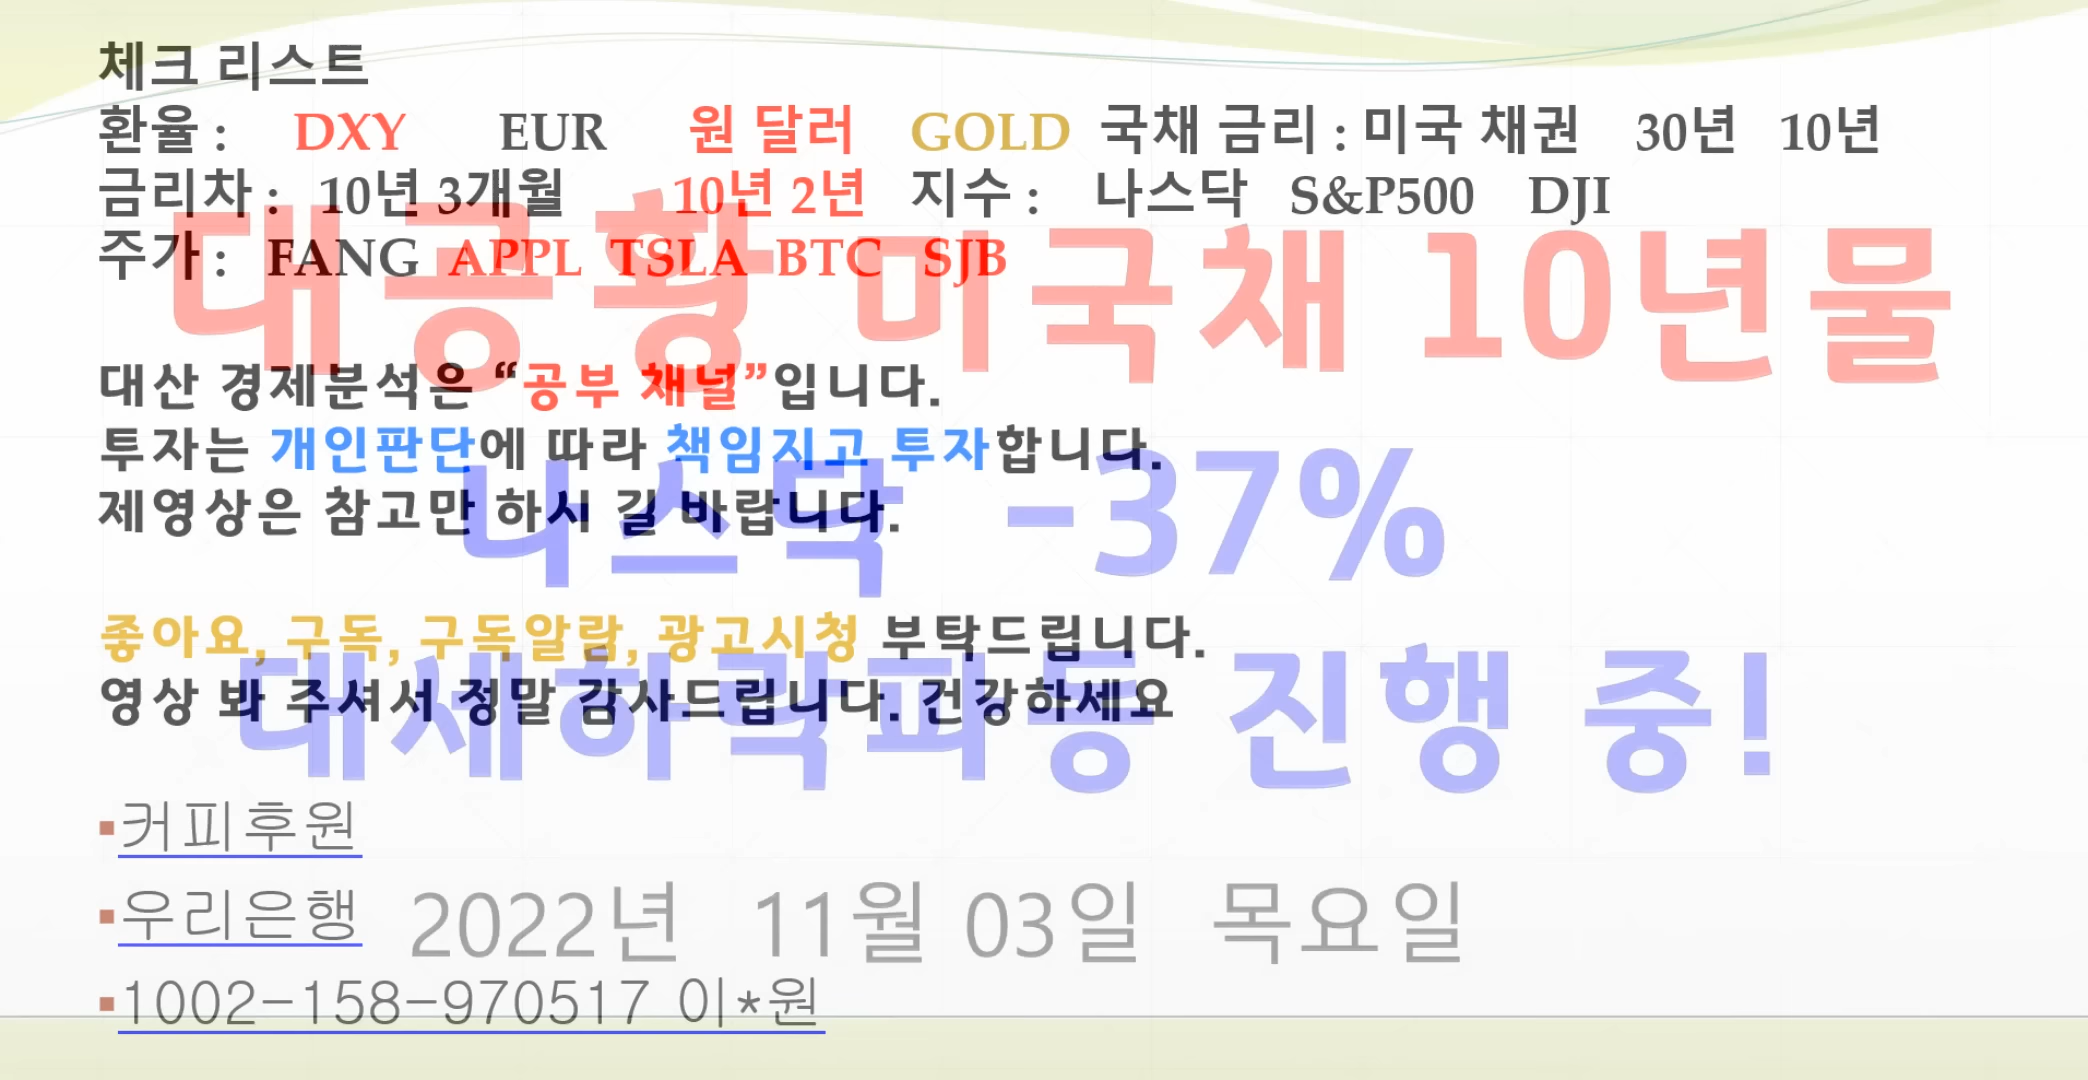 체크 리스트
환율 : DXY EUR 원 달러 GOLD 국채 금리 : 미국 채권 30년 10년
금리차 : 10년 3개월 10년 2년 지수 : 나스닥 S&P500 DJI
주가 : FANG APPL TSLA BTC SJB
대공황 미국채 10년물
대산 경제분석은 “공부 채널”입니다.
투자는 개인판단에 따라 책임지고 투자합니다.
제영상은 참고만 하시 길 바랍니다.
나스닥 -37%
좋아요, 구독, 구독알람, 광고시청 부탁드립니다.
영상 봐 주셔서 정말 감사드립니다. 건강하세요
대세하락파동 진행 중!
▪커피후원
▪우리은행
2022년 11월 03일 목요일
▪1002-158-970517 이*원